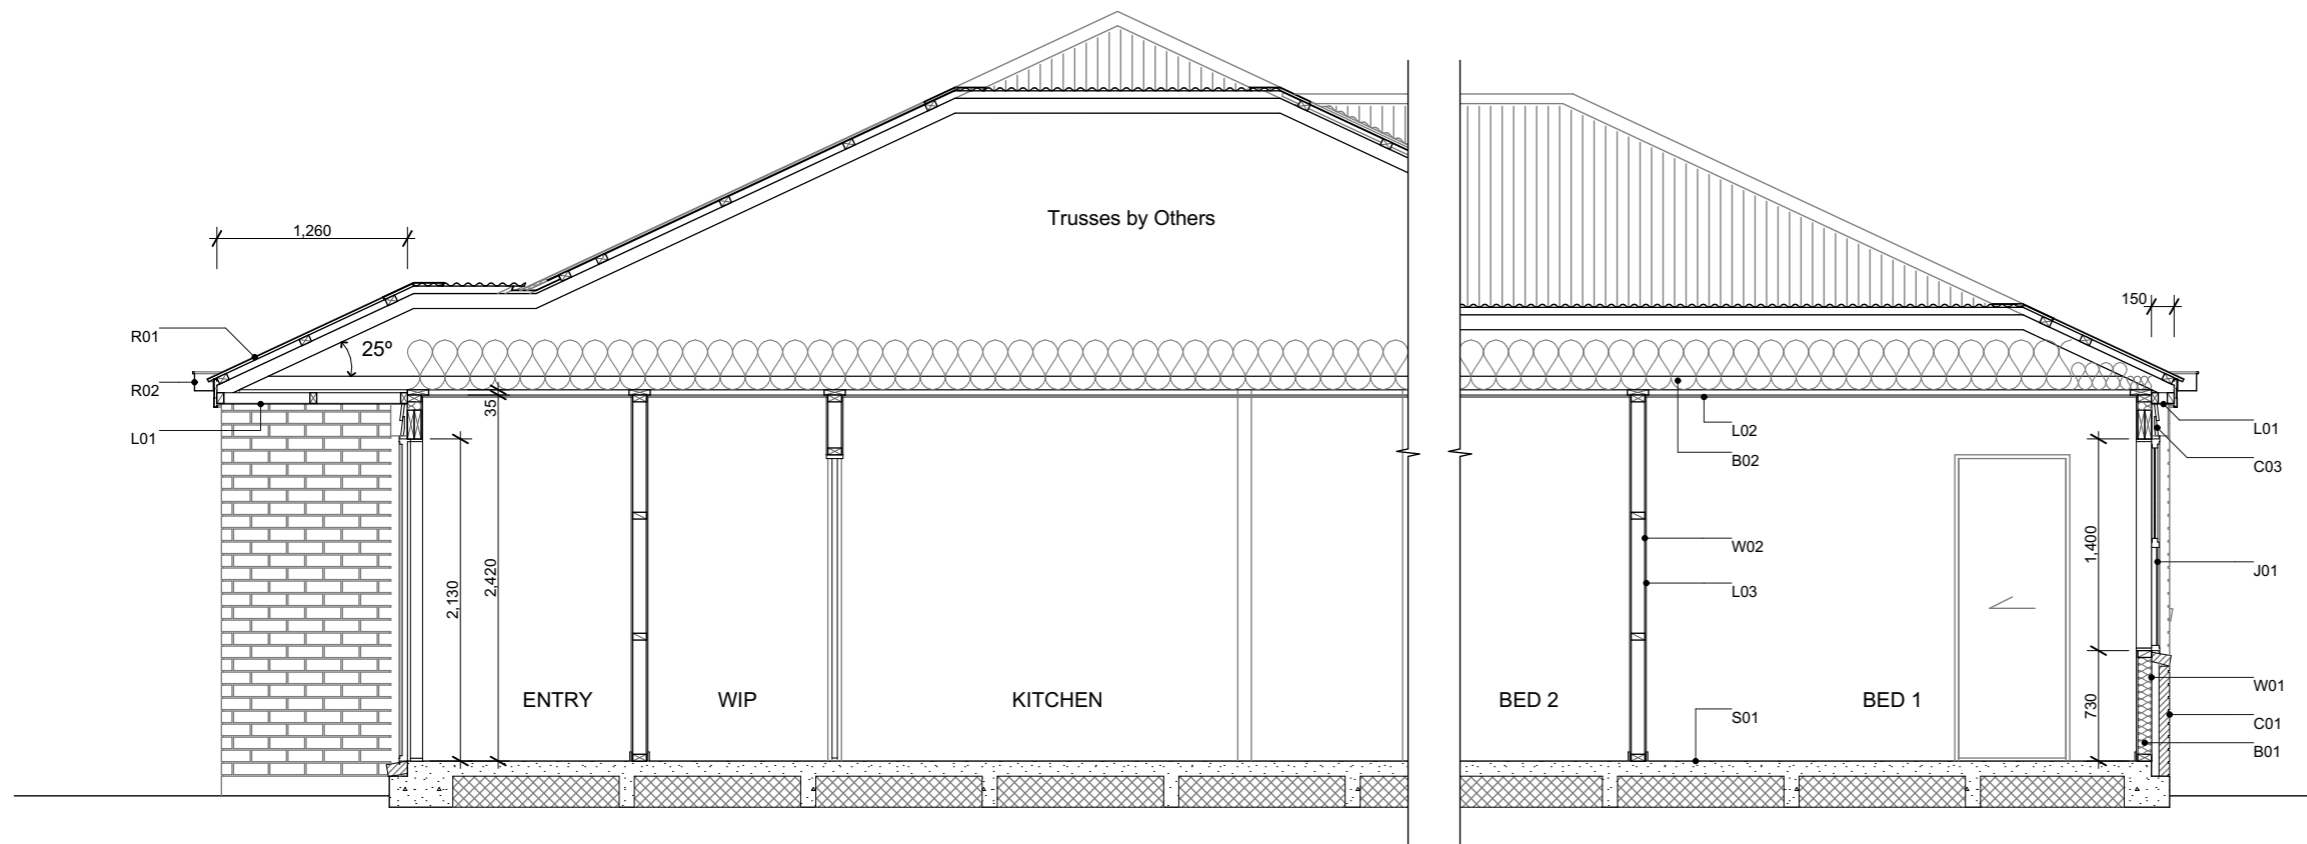 Trusses by Others
1,260
150
R01
25º
R02
35
L01
L02
L01
B02
C03
2,130
2,420
1,400
W02
J01
L03
ENTRY
WIP
KITCHEN
BED 2
BED 1
W01
730
S01
C01
B01